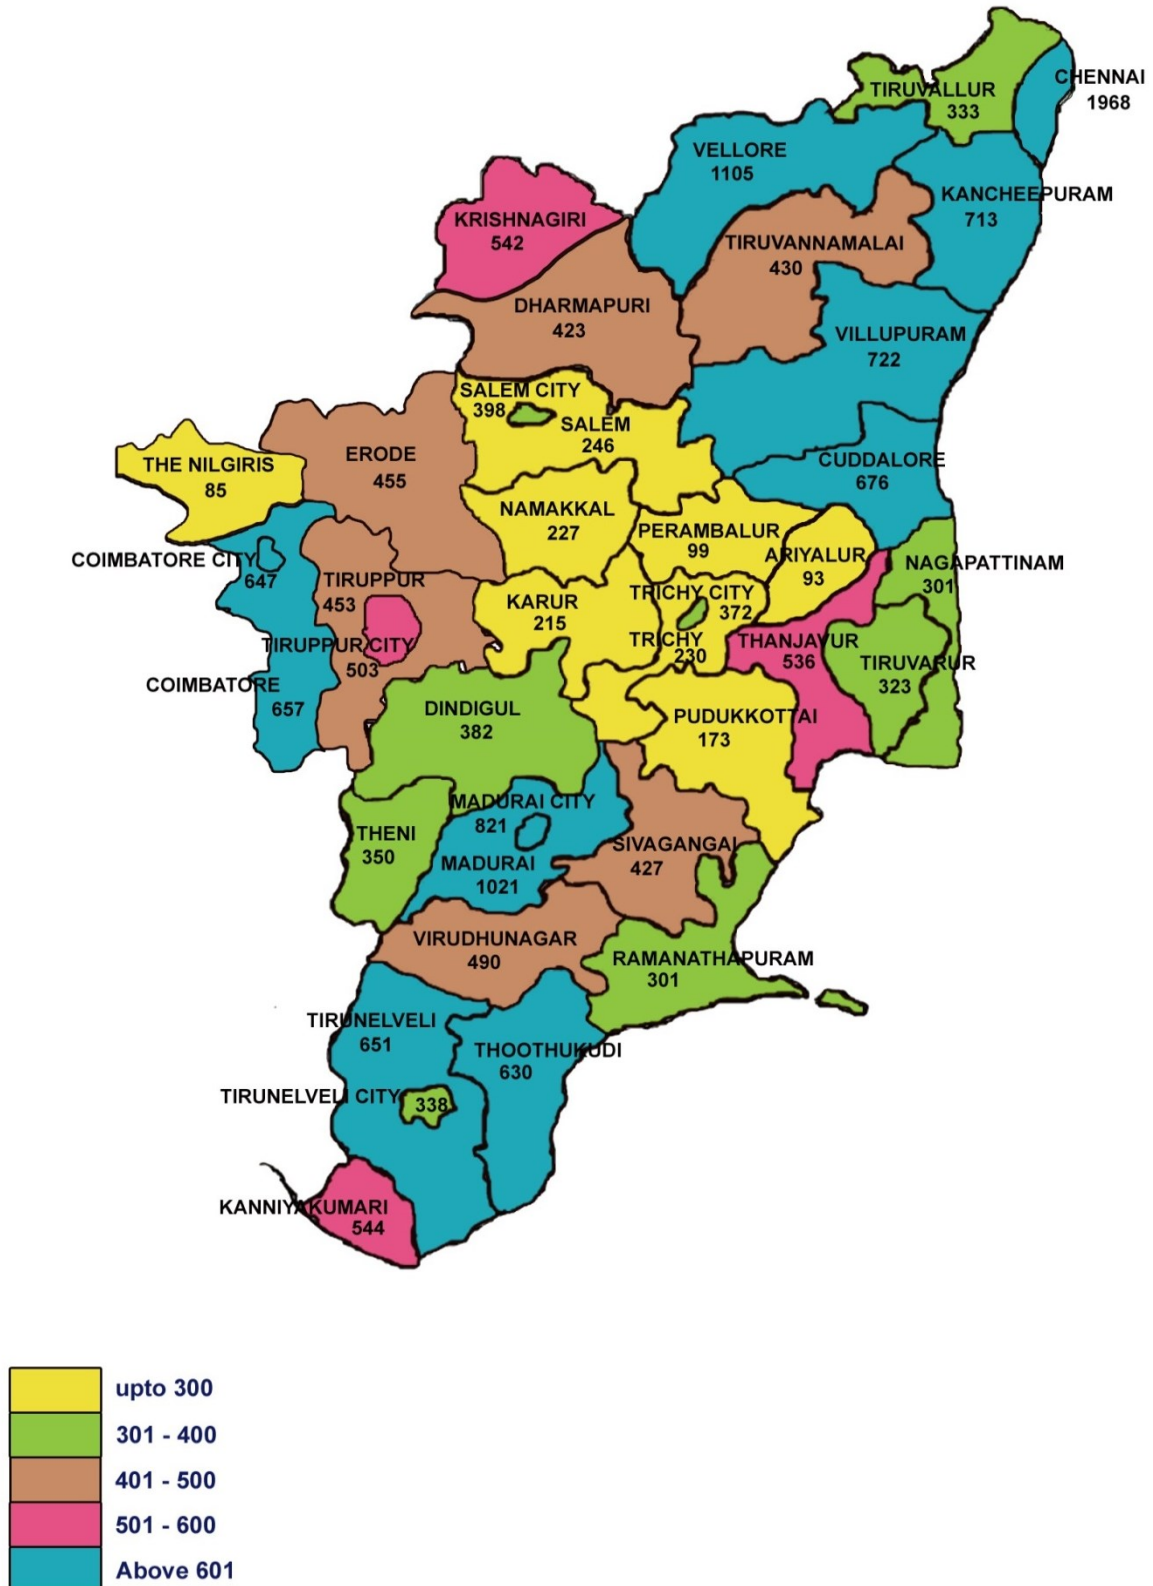 CHENNAI
1968
TIRUVALLUR
333
VELLORE
1105
KANCHEEPURAM
713
KRISHNAGIRI
542
TIRUVANNAMALAI
430
DHARMAPURI
423
VILLUPURAM
722
SALEM CITY
398
SALEM
246
ERODE
455
THE NILGIRIS
85
CUDDALORE
676
NAMAKKAL
227
PERAMBALUR
99
ARIYALUR
93
NAGAPATTINAM
301
COIMBATORE CITY
647
TIRUPPUR
453
KARUR
215
TRICHY CITY
372
TRICHY
230
THANJAVUR
536
TIRUVARUR
323
TIRUPPUR CITY
503
COIMBATORE
657
DINDIGUL
382
PUDUKKOTTAI
173
MADURAI CITY
821
THENI
350
MADURAI
1021
SIVAGANGAI
427
VIRUDHUNAGAR
490
RAMANATHAPURAM
301
TIRUNELVELI
651
THOOTHUKUDI
630
TIRUNELVELI CITY
338
KANNIYAKUMARI
544
upto 300
301 - 400
401 - 500
501 - 600
Above 601